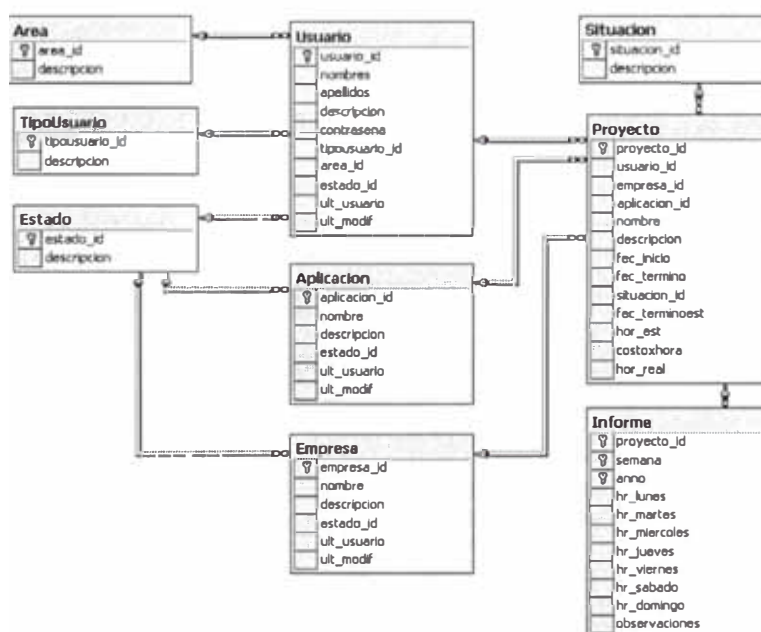 Area
area_id
descripcion
TipoUsuario
tipousuario_id
descripcion
Estado
estado_id
descripcion
Usuario
usuario_id
nombres
apellidos
descripcion
contrasena
tipousuario_id
area_id
estado_id
ult_usuario
ult_modif
Aplicacion
aplicacion_id
nombre
descripcion
estado_id
ult_usuario
ult_modif
Empresa
empresa_id
nombre
descripcion
estado_id
ult_usuario
ult_modif
Situacion
situacion_id
descripcion
Proyecto
proyecto_id
usuario_id
empresa_id
aplicacion_id
nombre
descripcion
fec_inicio
fec_termino
situacion_id
fec_terminoest
hor_est
costoxhora
hor_real
Informe
proyecto_id
semana
anno
hr_lunes
hr_martes
hr_miercoles
hr_jueves
hr_viernes
hr_sabado
hr_domingo
observaciones